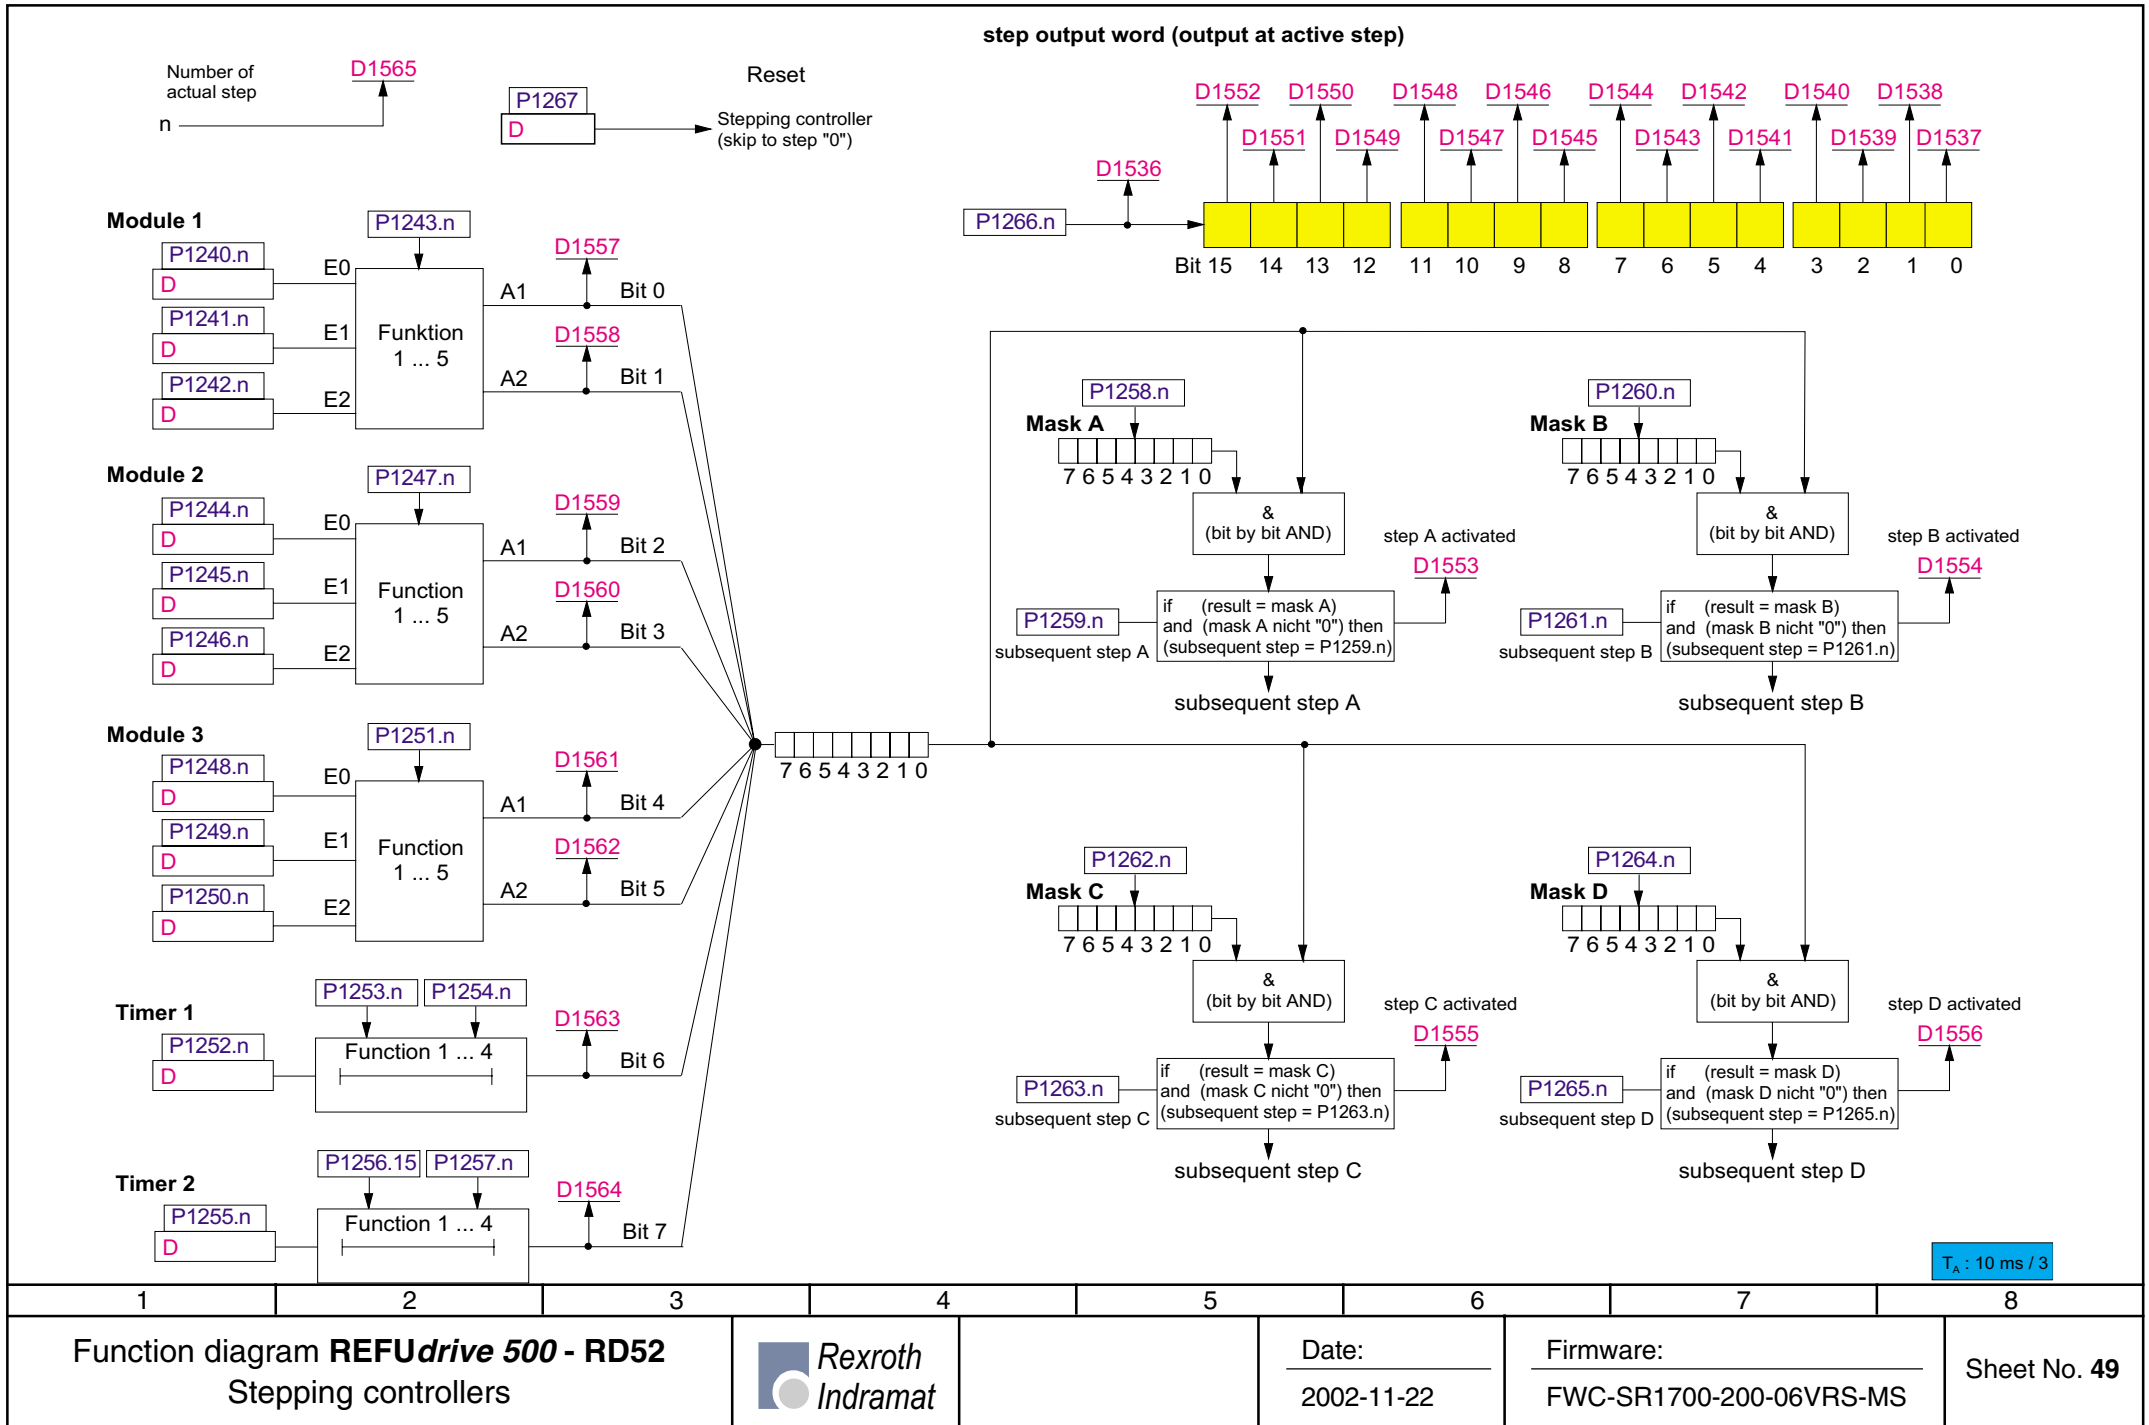 step output word (output at active step)
Number of
actual step
n
D1565
P1267
D
Reset
Stepping controller
(skip to step "0")
D1552 D1550 D1548 D1546 D1544 D1542 D1540 D1538
D1551 D1549 D1547 D1545 D1543 D1541 D1539 D1537
D1536
P1266.n
Bit 15 14 13 12 11 10 9 8 7 6 5 4 3 2 1 0
Module 1
P1243.n
P1240.n
D
E0
P1241.n
D
E1
P1242.n
D
E2
Funktion
1 ... 5
A1
D1557
Bit 0
A2
D1558
Bit 1
Module 2
P1247.n
P1244.n
D
E0
P1245.n
D
E1
P1246.n
D
E2
Function
1 ... 5
A1
D1559
Bit 2
A2
D1560
Bit 3
Module 3
P1251.n
P1248.n
D
E0
P1249.n
D
E1
P1250.n
D
E2
Function
1 ... 5
A1
D1561
Bit 4
A2
D1562
Bit 5
Timer 1
P1253.n P1254.n
P1252.n
D
Function 1 ... 4
D1563
Bit 6
Timer 2
P1256.15 P1257.n
P1255.n
D
Function 1 ... 4
D1564
Bit 7
7 6 5 4 3 2 1 0
P1258.n
Mask A
7 6 5 4 3 2 1 0
&
(bit by bit AND)
step A activated
D1553
P1259.n
subsequent step A
if (result = mask A)
and (mask A nicht "0") then
(subsequent step = P1259.n)
subsequent step A
P1260.n
Mask B
7 6 5 4 3 2 1 0
&
(bit by bit AND)
step B activated
D1554
P1261.n
subsequent step B
if (result = mask B)
and (mask B nicht "0") then
(subsequent step = P1261.n)
subsequent step B
P1262.n
Mask C
7 6 5 4 3 2 1 0
&
(bit by bit AND)
step C activated
D1555
P1263.n
subsequent step C
if (result = mask C)
and (mask C nicht "0") then
(subsequent step = P1263.n)
subsequent step C
P1264.n
Mask D
7 6 5 4 3 2 1 0
&
(bit by bit AND)
step D activated
D1556
P1265.n
subsequent step D
if (result = mask D)
and (mask D nicht "0") then
(subsequent step = P1265.n)
subsequent step D
TA : 10 ms / 3
1 2 3 4 5 6 7 8
Function diagram REFUdrive 500 - RD52
Stepping controllers
Rexroth
Indramat
Date:
2002-11-22
Firmware:
FWC-SR1700-200-06VRS-MS
Sheet No. 49